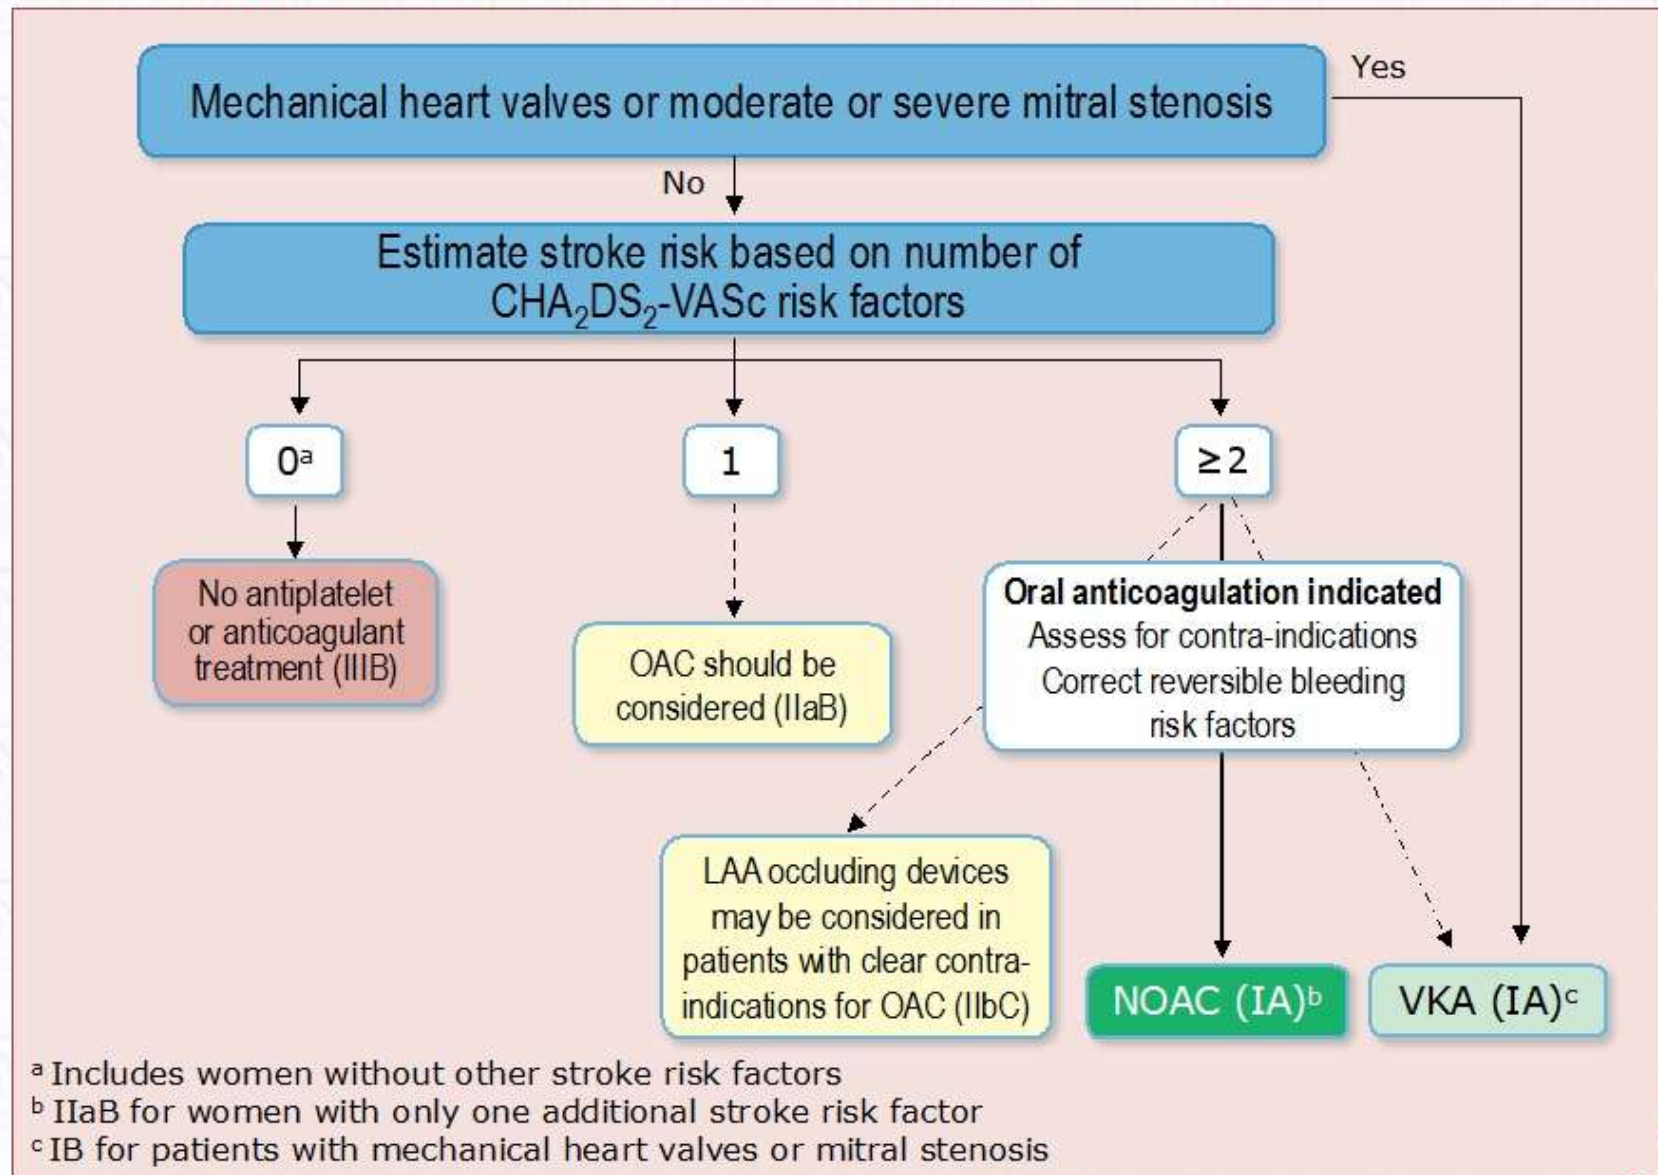 Mechanical heart valves or moderate or severe mitral stenosis
Yes
No
Estimate stroke risk based on number of
CHA₂DS₂-VASc risk factors
0ᵃ
1
≥2
No antiplatelet
or anticoagulant
treatment (IIIB)
OAC should be
considered (IIaB)
Oral anticoagulation indicated
Assess for contra-indications
Correct reversible bleeding
risk factors
LAA occluding devices
may be considered in
patients with clear contra-
indications for OAC (IIbC)
NOAC (IA)ᵇ
VKA (IA)ᶜ
ᵃ Includes women without other stroke risk factors
ᵇ IIaB for women with only one additional stroke risk factor
ᶜ IB for patients with mechanical heart valves or mitral stenosis